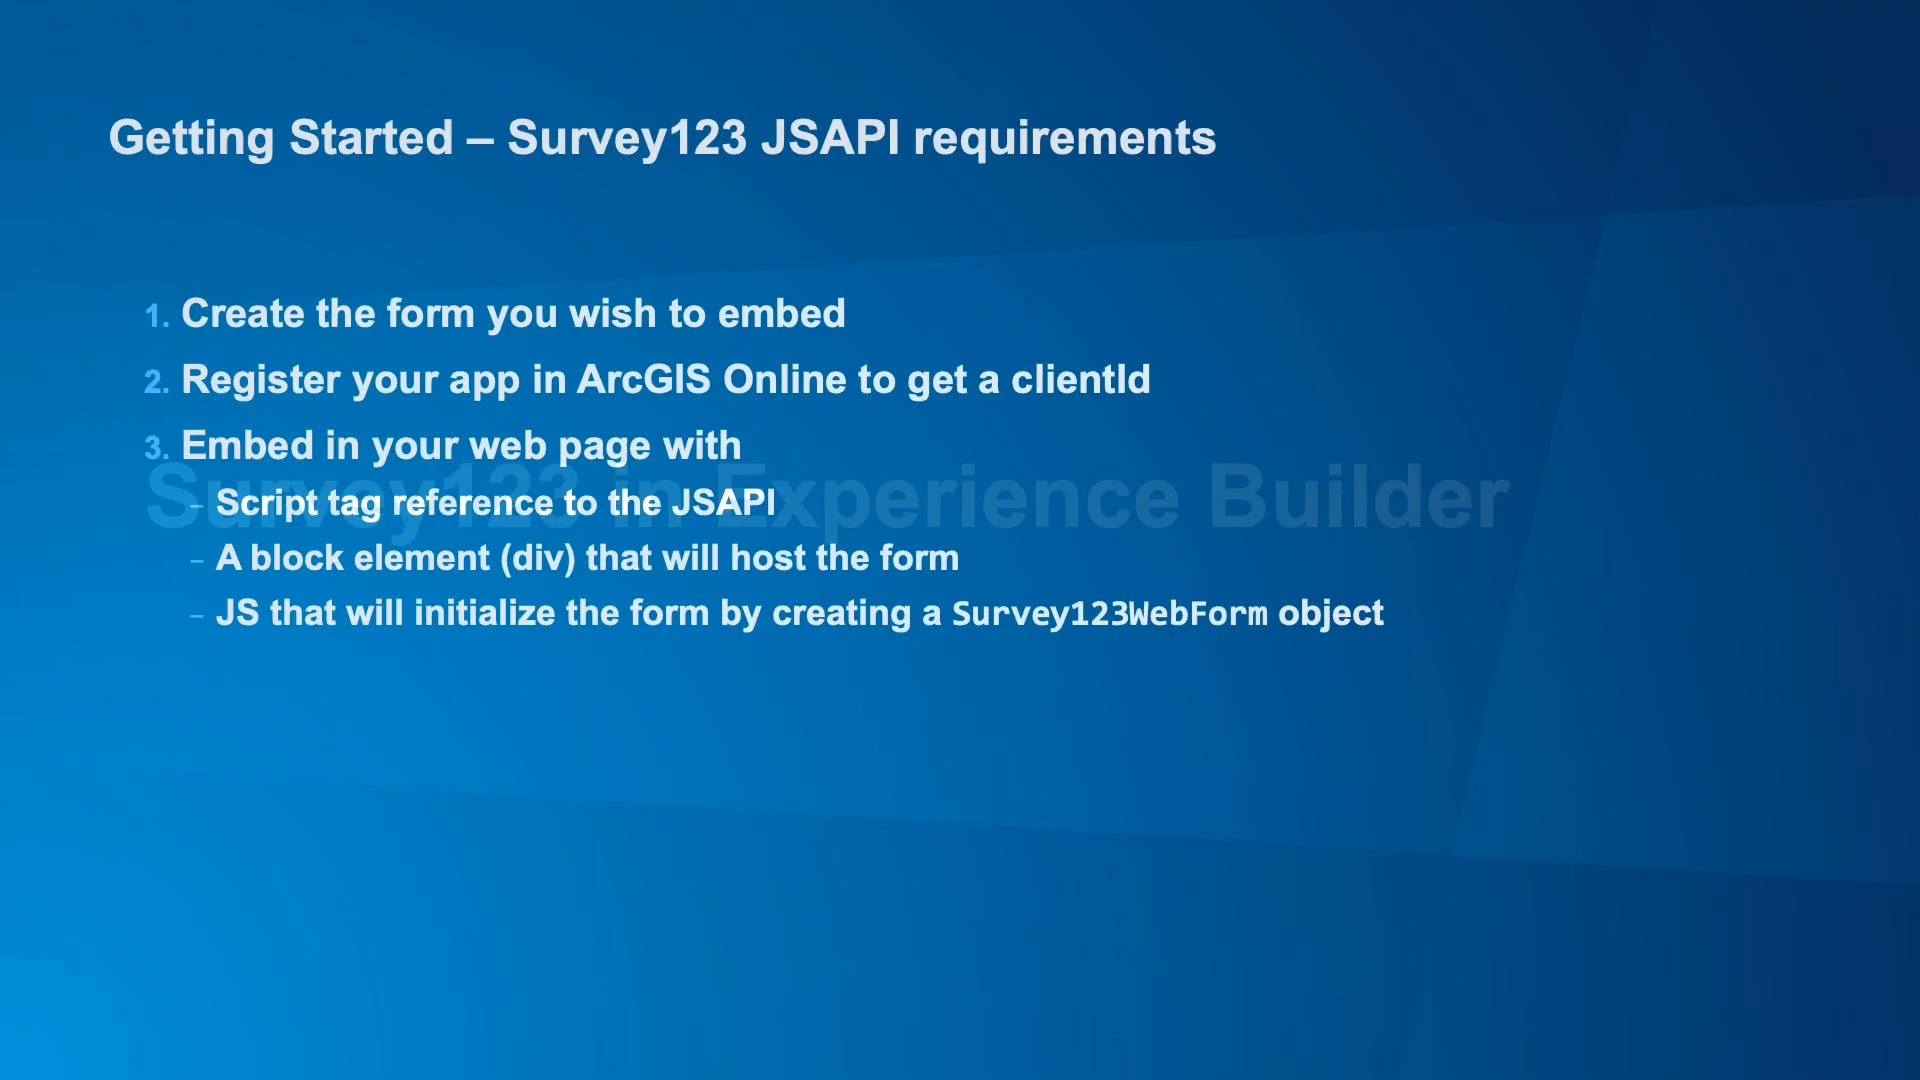 Getting Started – Survey123 JSAPI requirements
1. Create the form you wish to embed
2. Register your app in ArcGIS Online to get a clientId
3. Embed in your web page with
Survey123 in Experience Builder
– Script tag reference to the JSAPI
– A block element (div) that will host the form
– JS that will initialize the form by creating a Survey123WebForm object